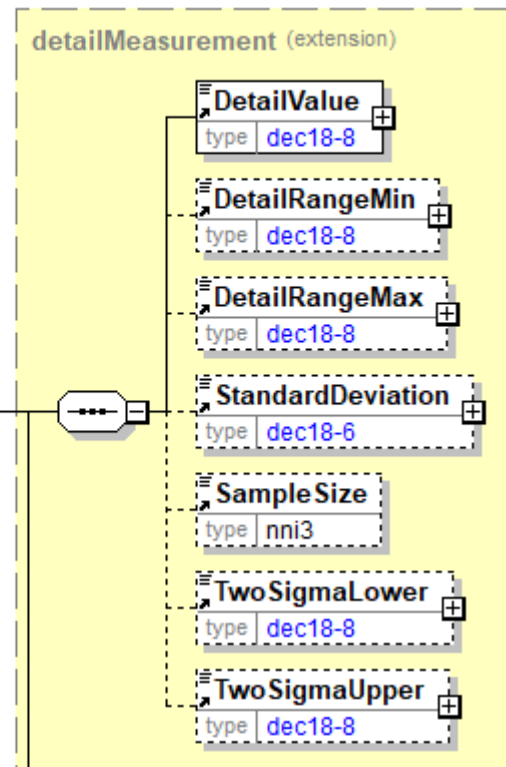 detailMeasurement (extension)
DetailValue
type dec18-8
DetailRangeMin
type dec18-8
DetailRangeMax
type dec18-8
StandardDeviation
type dec18-6
SampleSize
type nni3
TwoSigmaLower
type dec18-8
TwoSigmaUpper
type dec18-8